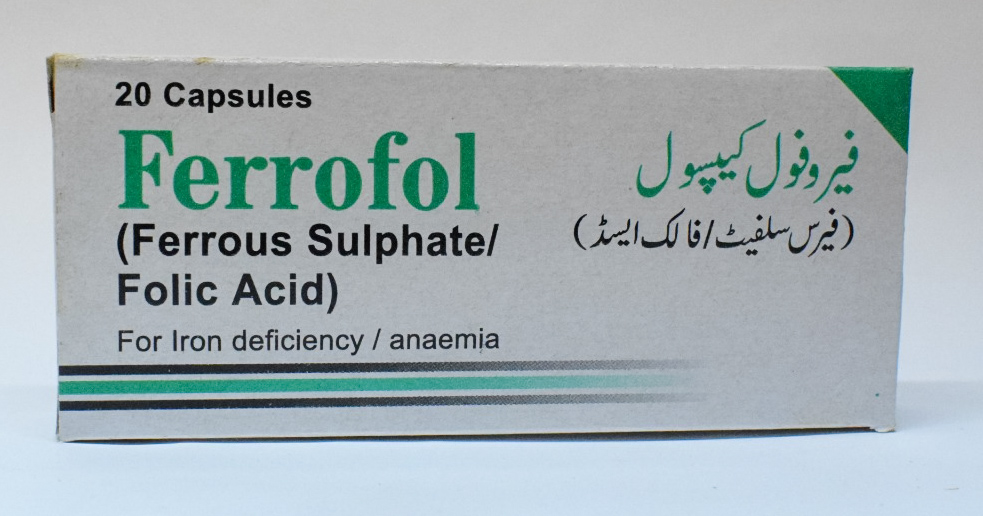 20 Capsules
Ferrofol
(Ferrous Sulphate/
Folic Acid)
For Iron deficiency / anaemia
فیروفول کیپسول
(فیرس سلفیٹ/فالک ایسڈ)